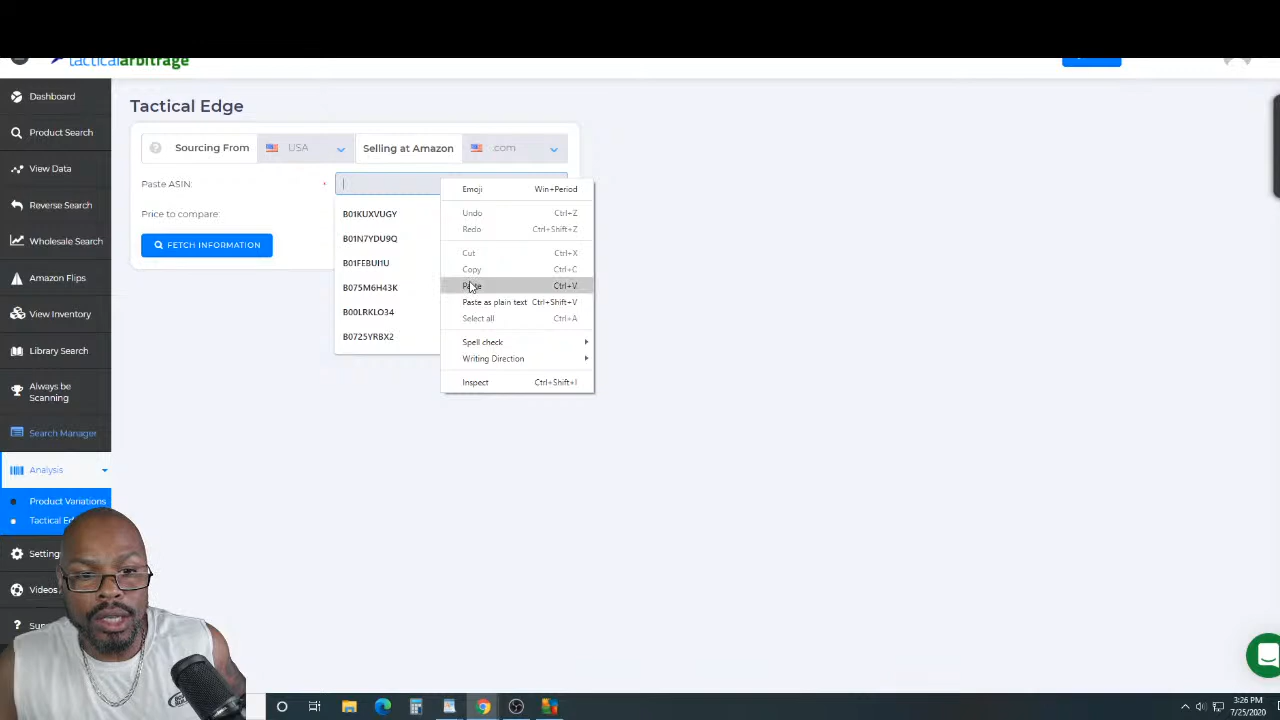 tacticalarbitrage
Dashboard
Product Search
View Data
Reverse Search
Wholesale Search
Amazon Flips
View Inventory
Library Search
Always be
Scanning
Search Manager
Analysis
Product Variations
Tactical
Settings
Videos
Tactical Edge
Sourcing From USA Selling at Amazon .com
Paste ASIN: *
Price to compare:
FETCH INFORMATION
B01KUXVUGY
B01N7YDU9Q
B01FEBUI1U
B075M6H43K
B00LRKLO34
B0725YRBX2
Emoji Win+Period
Undo Ctrl+Z
Redo Ctrl+Shift+Z
Cut Ctrl+X
Copy Ctrl+C
Paste Ctrl+V
Paste as plain text Ctrl+Shift+V
Select all Ctrl+A
Spell check
Writing Direction
Inspect Ctrl+Shift+I
3:26 PM
7/25/2020